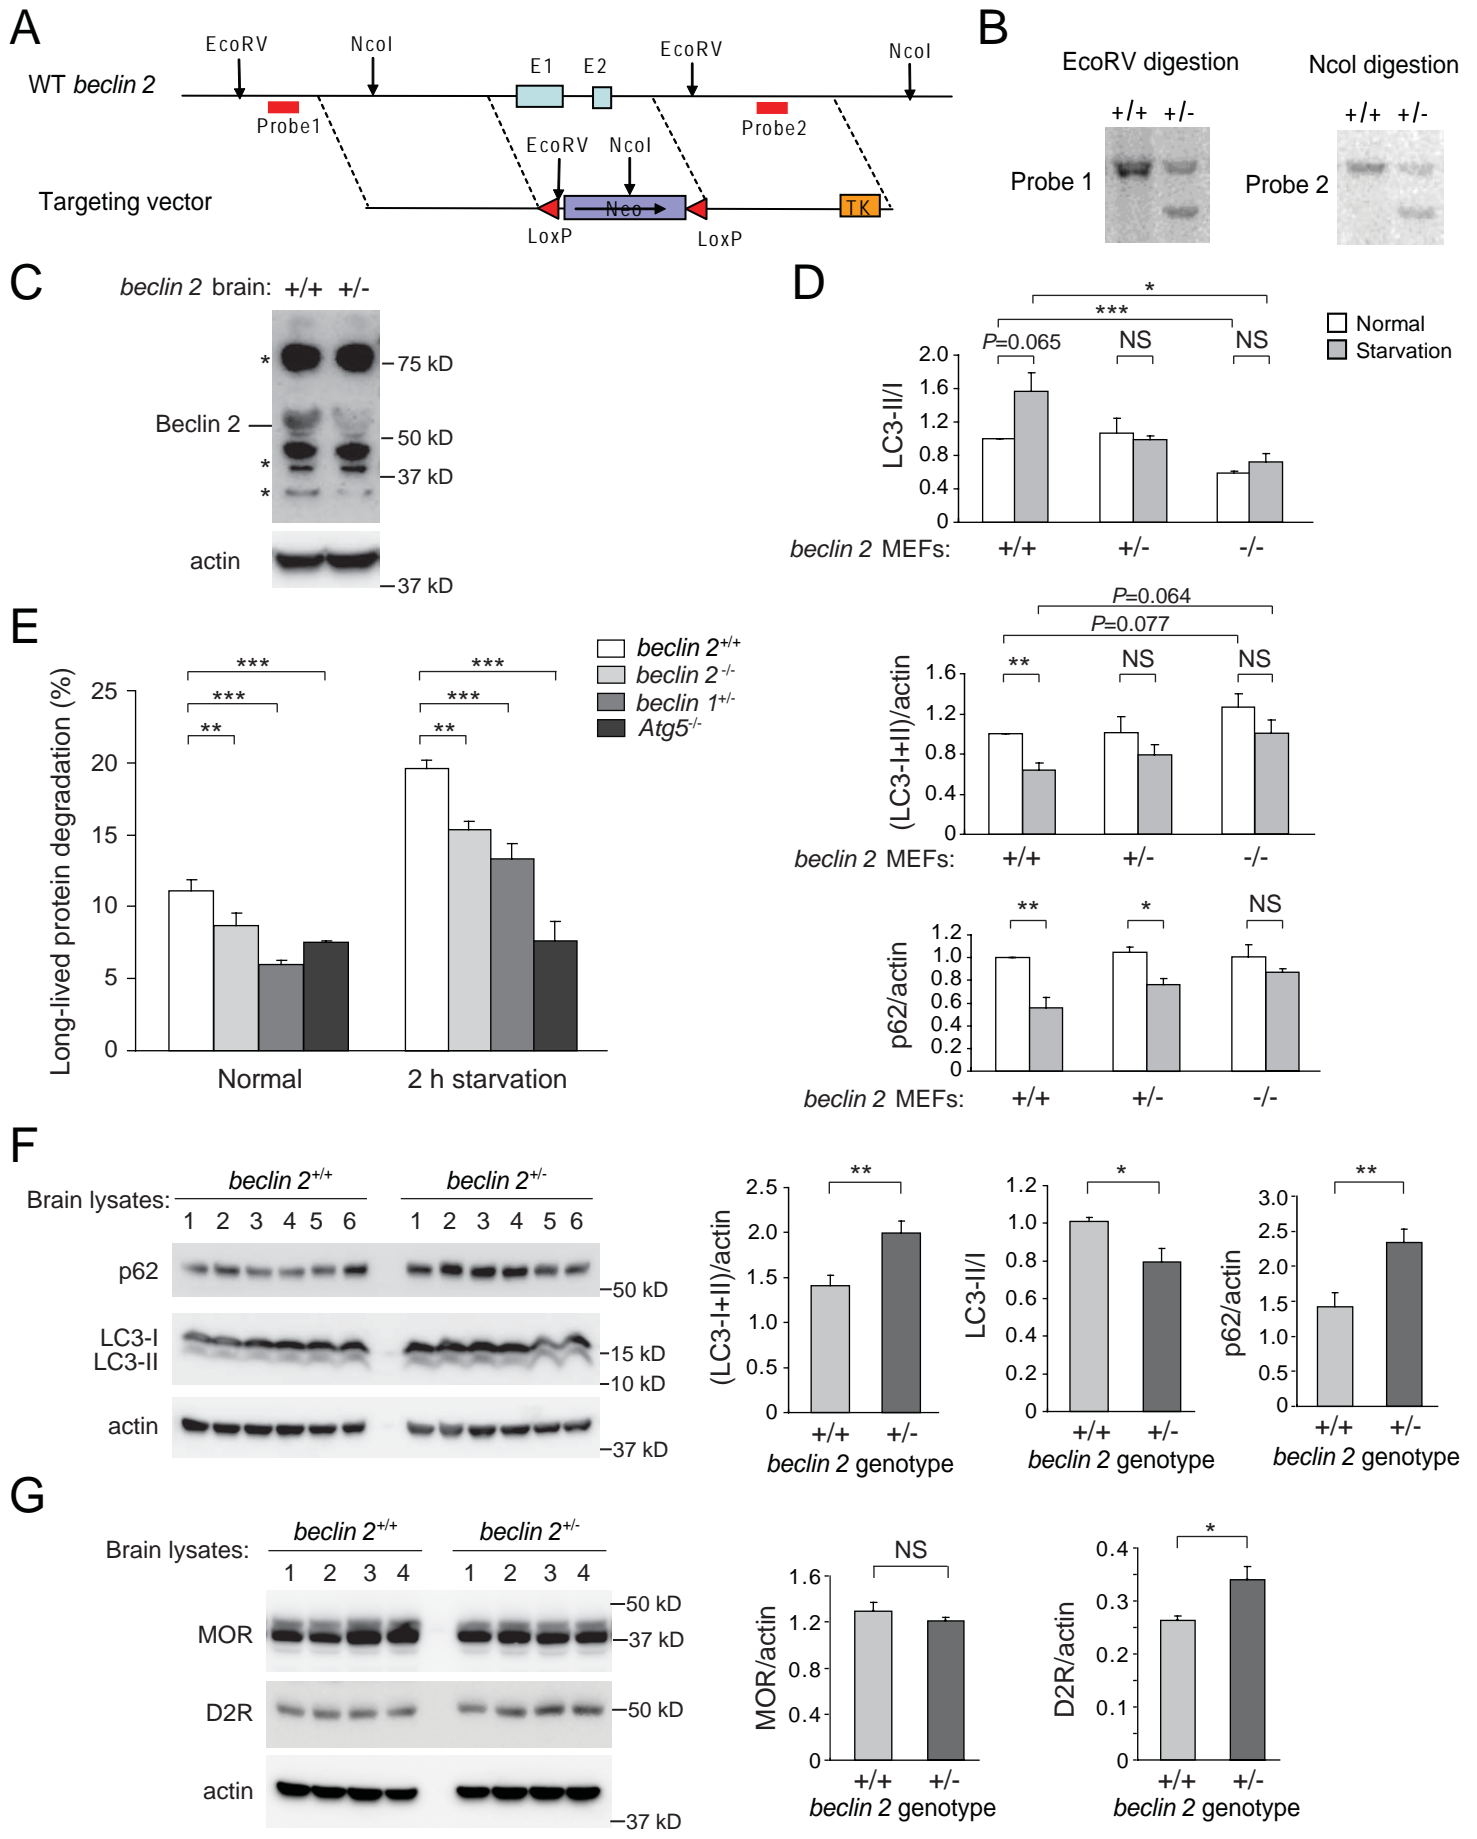 A
EcoRV
NcoI
E1
E2
EcoRV
NcoI
WT beclin 2
Probe1
Probe2
EcoRV
NcoI
Targeting vector
Neo
TK
LoxP
LoxP
B
EcoRV digestion
NcoI digestion
+/+ +/-
+/+ +/-
Probe 1
Probe 2
C
beclin 2 brain: +/+ +/-
*
75 kD
Beclin 2
50 kD
*
37 kD
*
actin
37 kD
D
*
***
P=0.065
NS
NS
Normal
Starvation
LC3-II/I
2.0
1.6
1.2
0.8
0.4
0
beclin 2 MEFs: +/+ +/- -/-
P=0.064
P=0.077
**
NS
NS
(LC3-I+II)/actin
1.6
1.2
0.8
0.4
0
beclin 2 MEFs: +/+ +/- -/-
**
*
NS
p62/actin
1.2
1.0
0.8
0.6
0.4
0.2
0
beclin 2 MEFs: +/+ +/- -/-
E
beclin 2+/+
beclin 2-/-
beclin 1+/-
Atg5-/-
***
***
**
***
***
**
Long-lived protein degradation (%)
25
20
15
10
5
0
Normal
2 h starvation
F
beclin 2+/+
beclin 2+/-
Brain lysates:
1 2 3 4 5 6
1 2 3 4 5 6
p62
50 kD
LC3-I
LC3-II
15 kD
10 kD
actin
37 kD
**
(LC3-I+II)/actin
2.5
2.0
1.5
1.0
0.5
0
+/+ +/-
beclin 2 genotype
*
LC3-II/I
1.2
1.0
0.8
0.6
0.4
0.2
0
+/+ +/-
beclin 2 genotype
**
p62/actin
3.0
2.5
2.0
1.5
1.0
0.5
0
+/+ +/-
beclin 2 genotype
G
beclin 2+/+
beclin 2+/-
Brain lysates:
1 2 3 4
1 2 3 4
50 kD
MOR
37 kD
D2R
50 kD
actin
37 kD
NS
MOR/actin
1.6
1.2
0.8
0.4
0
+/+ +/-
beclin 2 genotype
*
D2R/actin
0.4
0.3
0.2
0.1
0
+/+ +/-
beclin 2 genotype